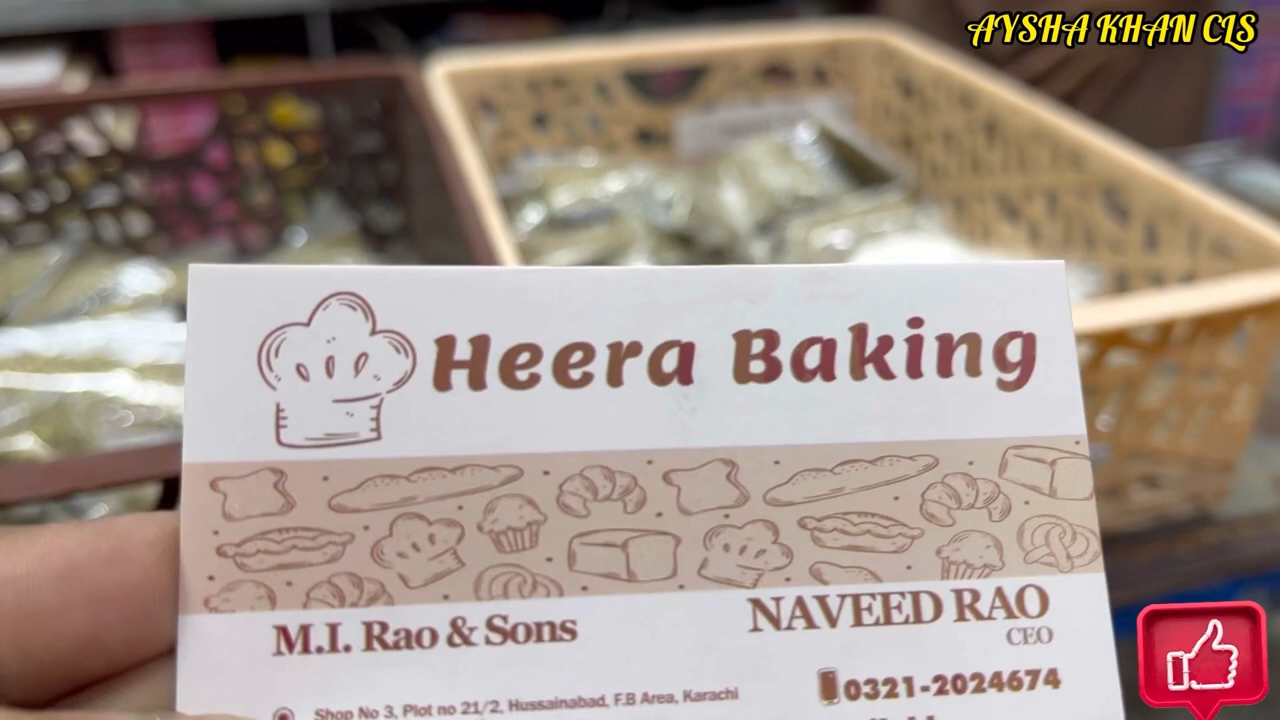 AYSHA KHAN CLS
Heera Baking
M.I. Rao & Sons
NAVEED RAO
CEO
0321-2024674
Shop No 3, Plot no 21/2, Hussainabad, F.B Area, Karachi